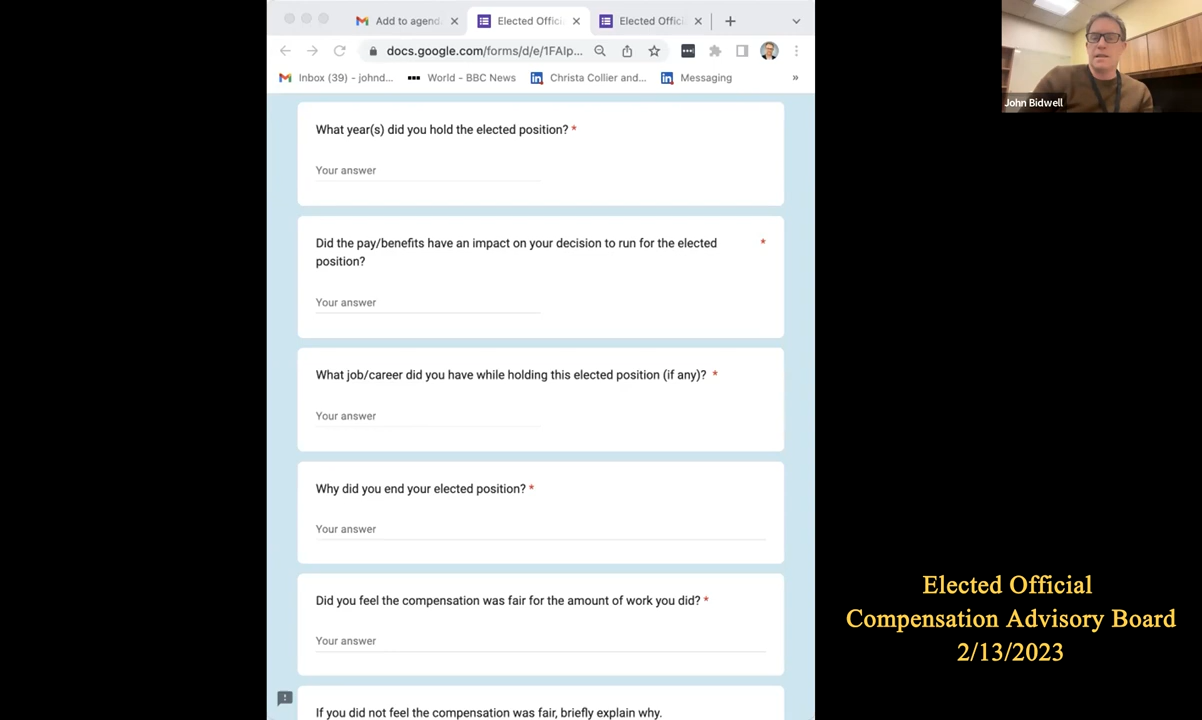 Add to agend
Elected Offici
Elected Offici
docs.google.com/forms/d/e/1FAIp...
Inbox (39) - johnd...
World - BBC News
Christa Collier and...
Messaging
»
John Bidwell
What year(s) did you hold the elected position? *
Your answer
Did the pay/benefits have an impact on your decision to run for the elected *
position?
Your answer
What job/career did you have while holding this elected position (if any)? *
Your answer
Why did you end your elected position? *
Your answer
Did you feel the compensation was fair for the amount of work you did? *
Your answer
If you did not feel the compensation was fair, briefly explain why.
Elected Official
Compensation Advisory Board
2/13/2023